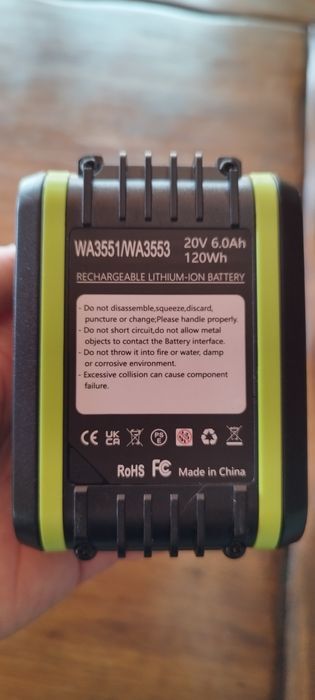 WA3551/WA3553 20V 6.0Ah
120Wh
RECHARGEABLE LITHIUM-ION BATTERY
- Do not disassemble,squeeze,discard,
puncture or change;Please handle properly.
- Do not short circuit,do not allow metal
objects to contact the Battery interface.
- Do not throw it into fire or water, damp
or corrosive environment.
- Excessive collision can cause component
failure.
CE UK CA PS E
RoHS FC Made in China